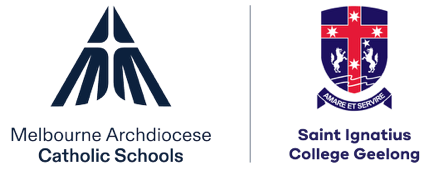 Melbourne Archdiocese
Catholic Schools
AMARE ET SERVIRE
Saint Ignatius
College Geelong